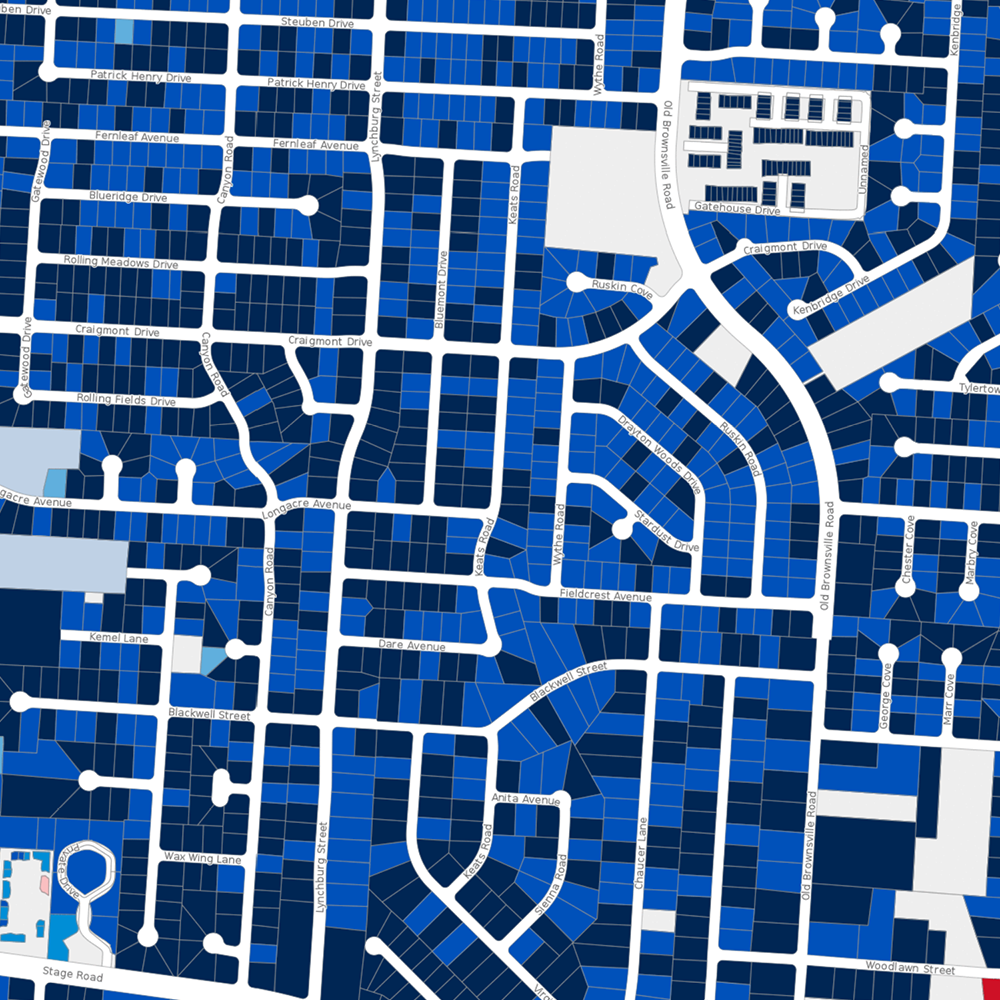 ben Drive
Steuben Drive
Kenbridge
Patrick Henry Drive
Patrick Henry Drive
Wythe Road
Lynchburg Street
Old Brownsville Road
Gatewood Drive
Fernleaf Avenue
Fernleaf Avenue
Canyon Road
Unnamed
Blueridge Drive
Keats Road
Gatehouse Drive
Rolling Meadows Drive
Bluemont Drive
Craigmont Drive
Ruskin Cove
Kenbridge Drive
Craigmont Drive
Craigmont Drive
Canyon Road
Rolling Fields Drive
Tylertow
Drayton Woods Drive
Ruskin Road
gacre Avenue
Longacre Avenue
Stardust Drive
Wythe Road
Keats Road
Old Brownsville Road
Chester Cove
Marbry Cove
Canyon Road
Fieldcrest Avenue
Kemel Lane
Dare Avenue
Blackwell Street
George Cove
Marr Cove
Blackwell Street
Anita Avenue
Old Brownsville Road
Wax Wing Lane
Lynchburg Street
Keats Road
Chaucer Lane
Private Drive
Sienna Road
Stage Road
Woodlawn Street